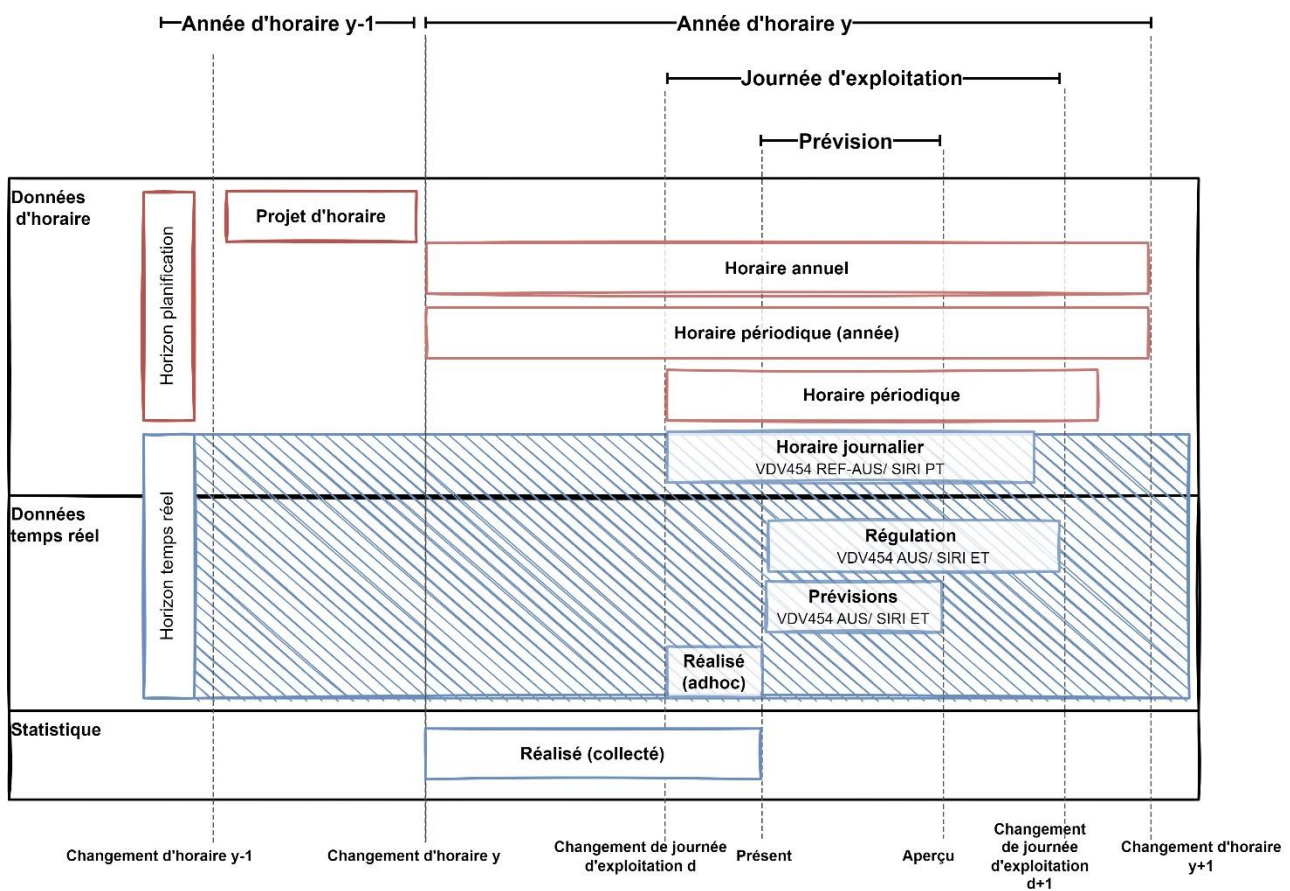 Année d'horaire y-1
Année d'horaire y
Journée d'exploitation
Prévision
Données
d'horaire
Horizon planification
Projet d'horaire
Horaire annuel
Horaire périodique (année)
Horaire périodique
Horaire journalier
VDV454 REF-AUS/ SIRI PT
Données
temps réel
Horizon temps réel
Régulation
VDV454 AUS/ SIRI ET
Prévisions
VDV454 AUS/ SIRI ET
Réalisé
(adhoc)
Statistique
Réalisé (collecté)
Changement d'horaire y-1
Changement d'horaire y
Changement de journée
d'exploitation d
Présent
Aperçu
Changement
de journée
d'exploitation
d+1
Changement d'horaire
y+1